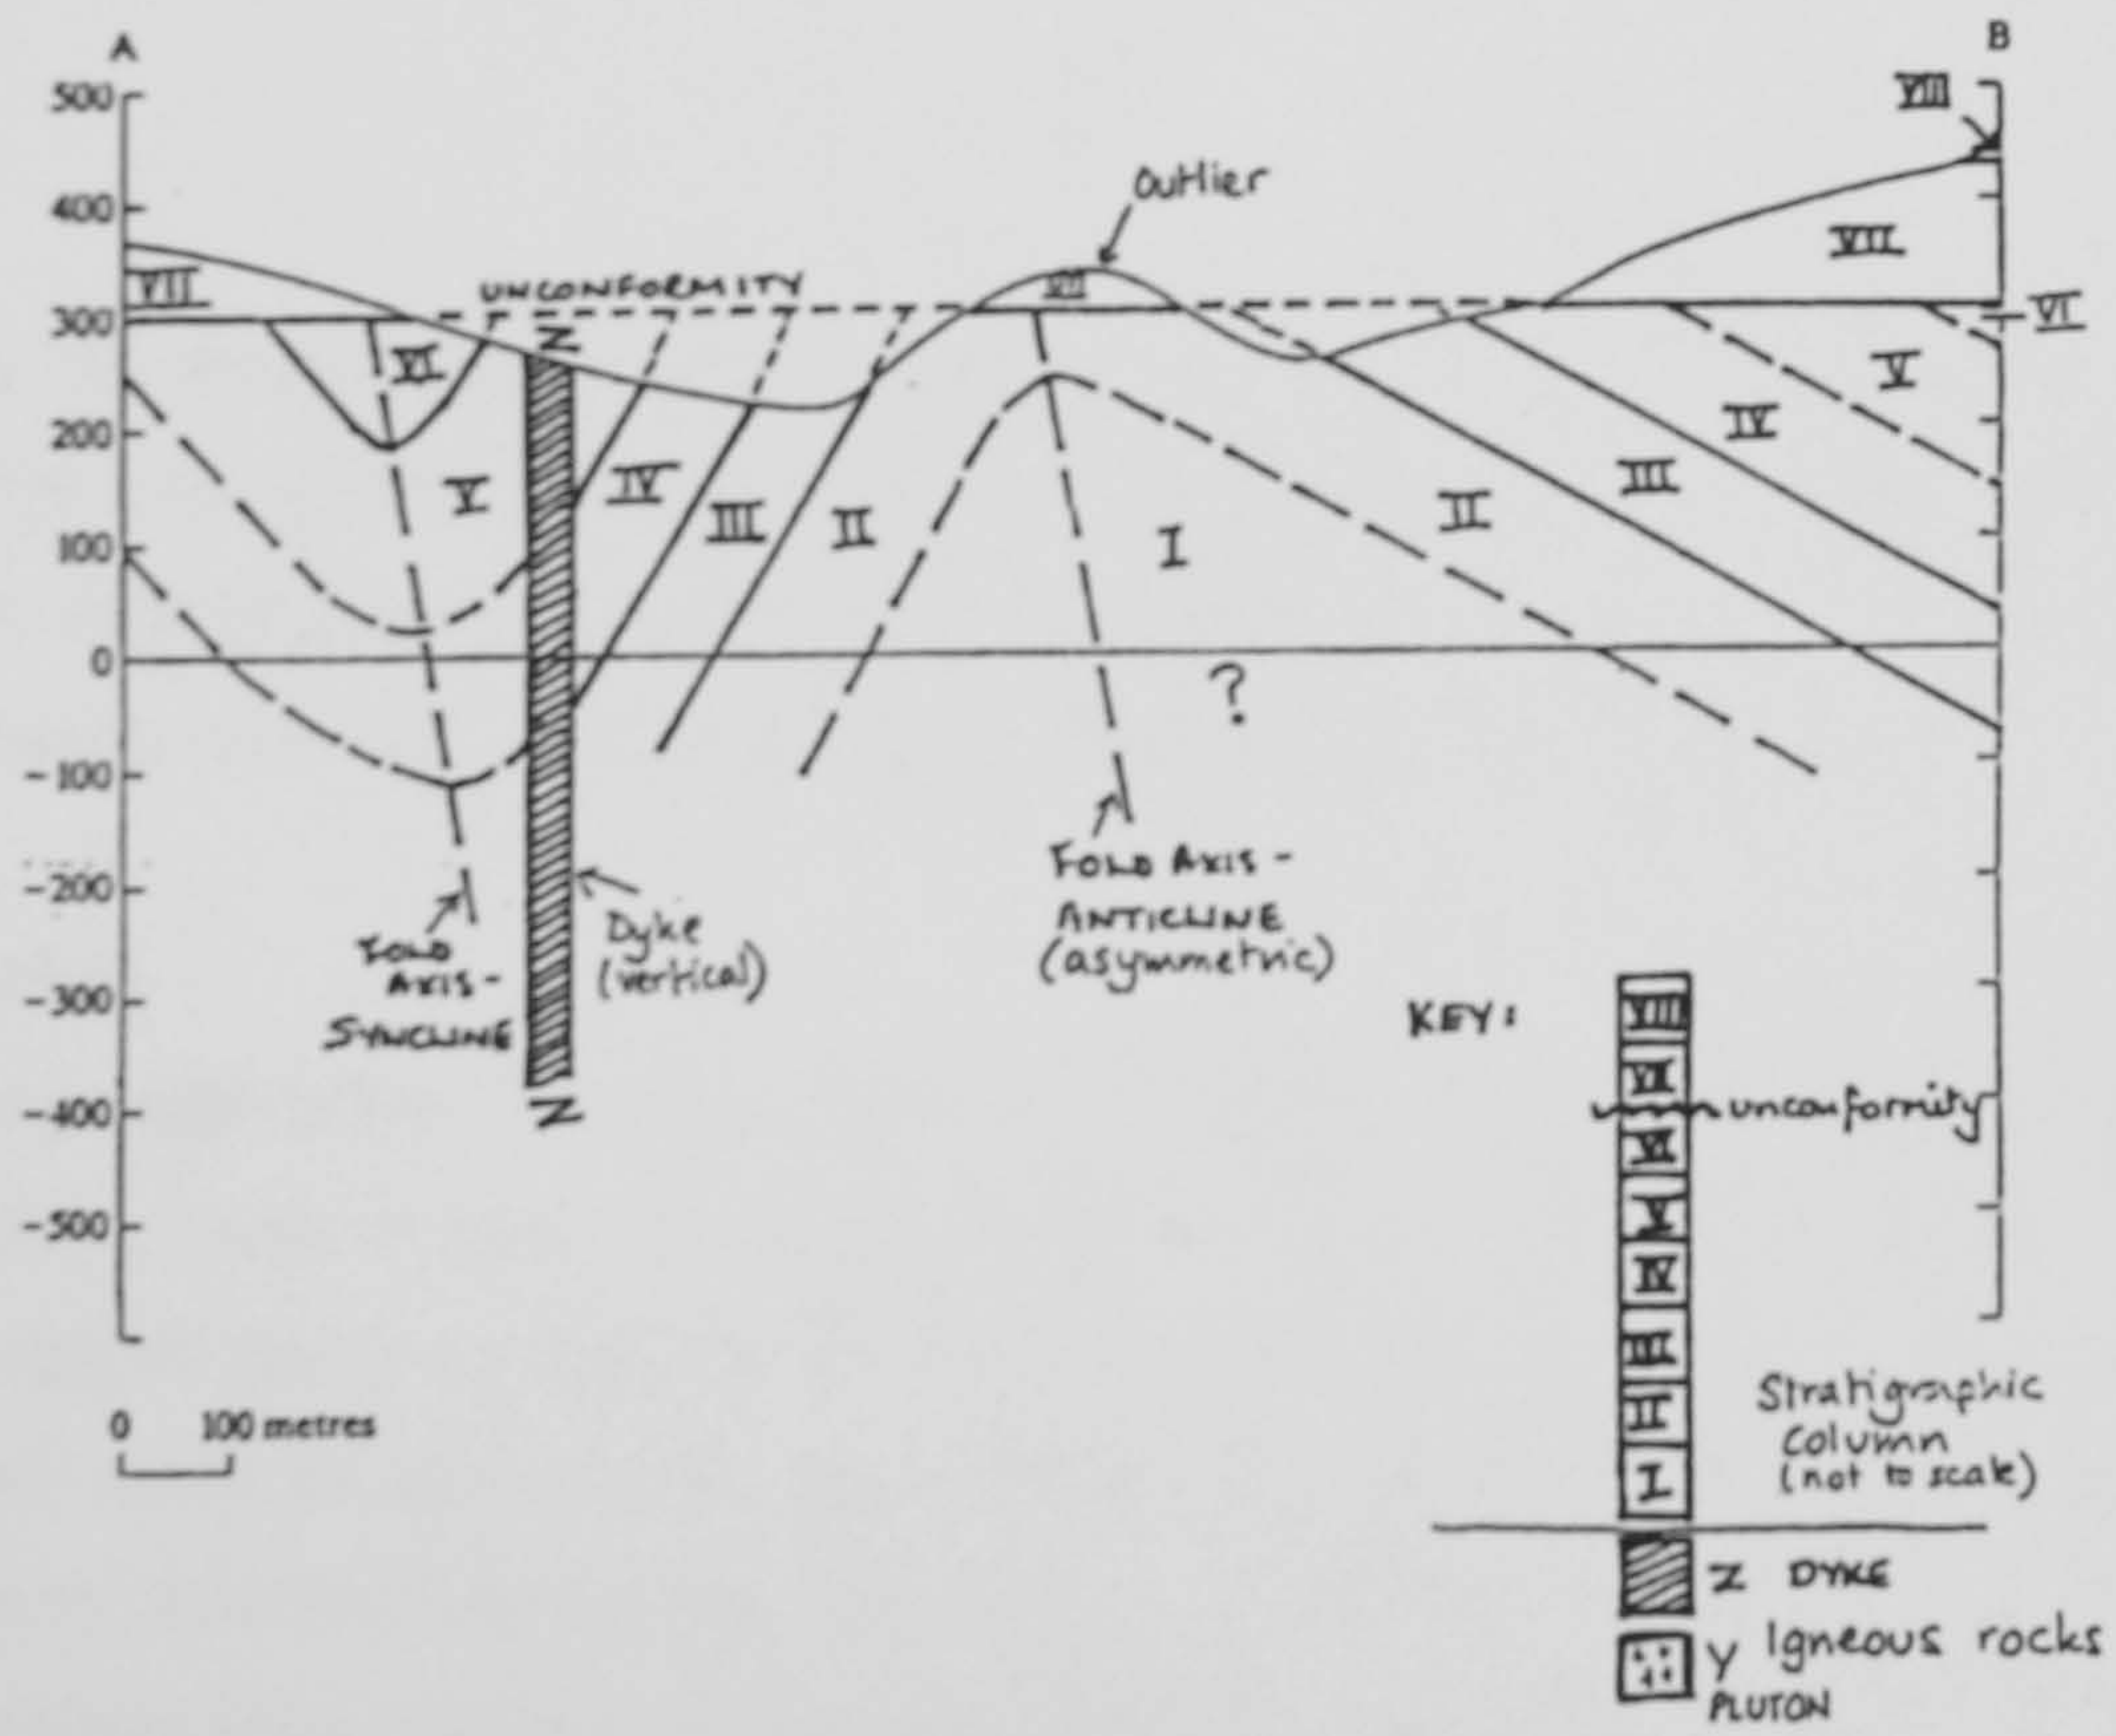 A
B
500
400
300
200
100
0
-100
-200
-300
-400
-500
VIII
Outlier
VII
VII
UNCONFORMITY
VII
VI
VI
Z
V
V
IV
IV
III
III
II
II
I
?
FOLD AXIS -
ANTICLINE
(asymmetric)
FOLD
AXIS -
SYNCLINE
Dyke
(vertical)
Z
KEY:
VIII
VII
unconformity
VI
V
IV
III
II
I
Stratigraphic
Column
(not to scale)
Z DYKE
Y Igneous rocks
PLUTON
0 100 metres